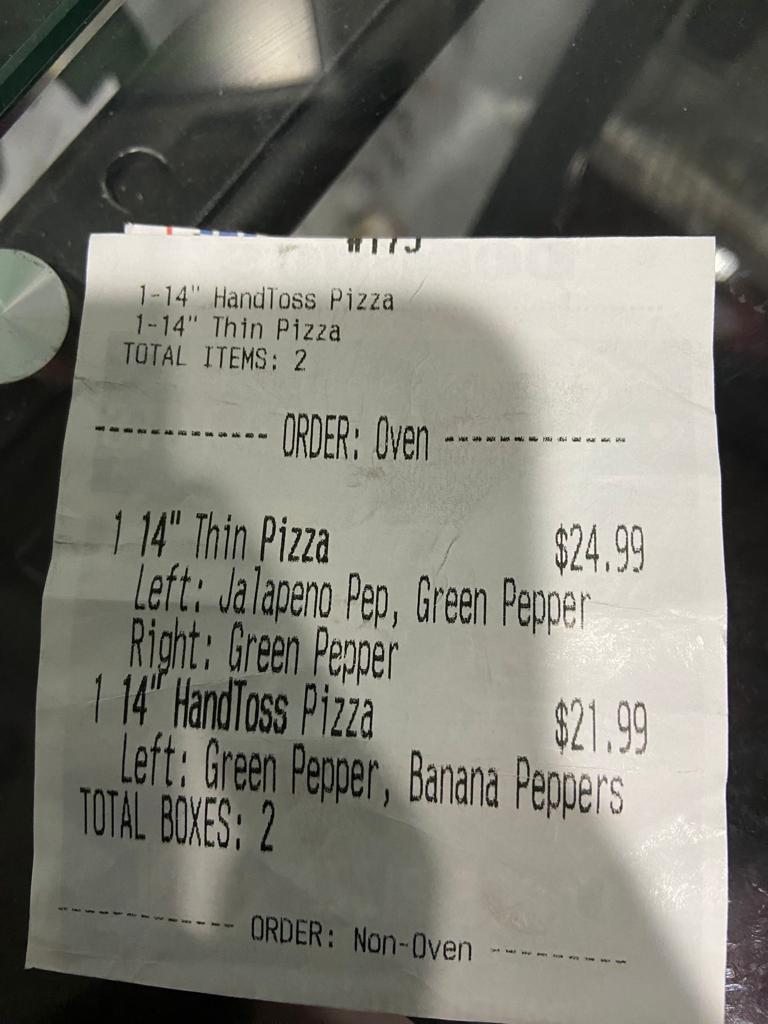 1-14" HandToss Pizza
1-14" Thin Pizza
TOTAL ITEMS: 2
------------ ORDER: Oven -------------
1 14" Thin Pizza $24.99
Left: Jalapeno Pep, Green Pepper
Right: Green Pepper
1 14" HandToss Pizza $21.99
Left: Green Pepper, Banana Peppers
TOTAL BOXES: 2
------------ ORDER: Non-Oven ---------